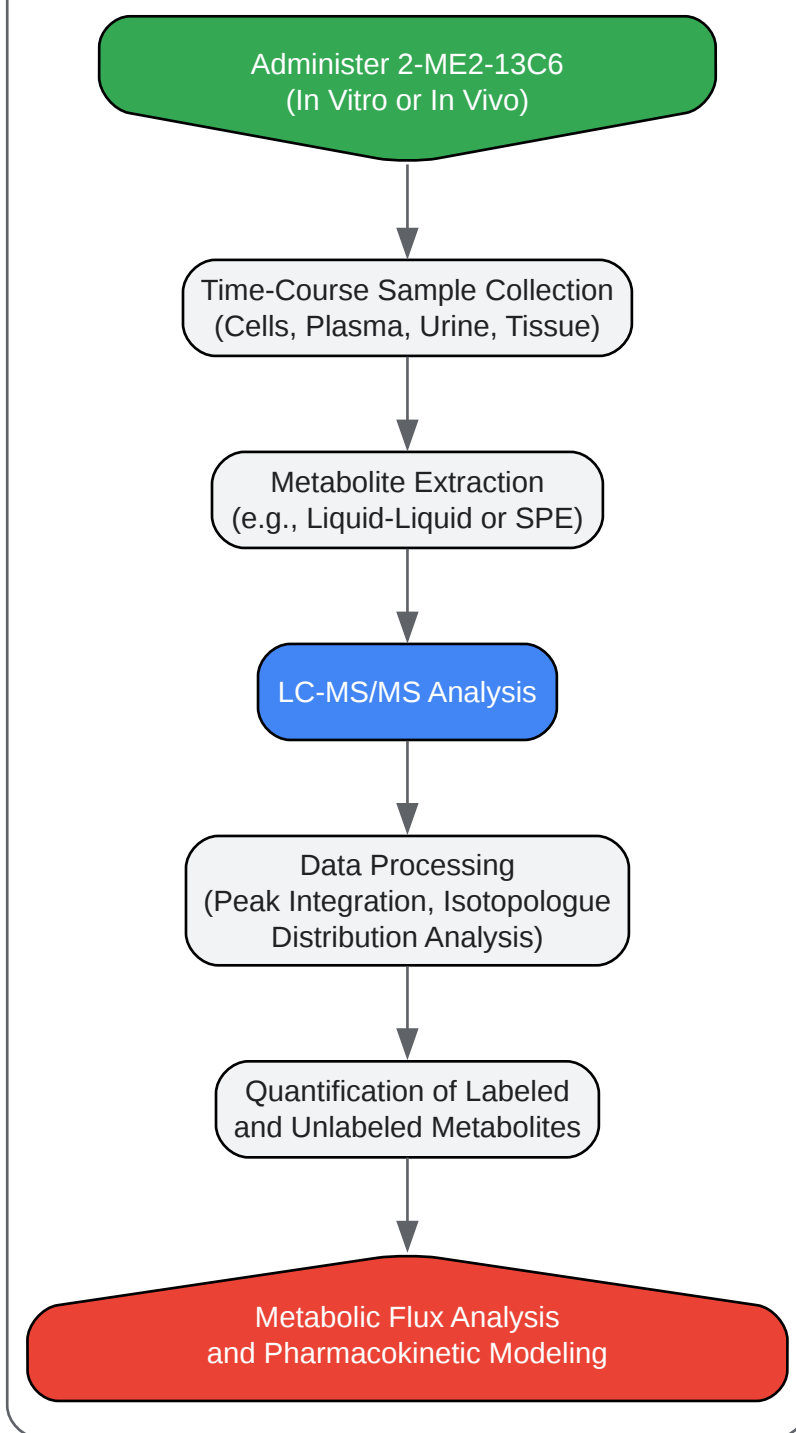 Administer 2-ME2-13C6
(In Vitro or In Vivo)
Time-Course Sample Collection
(Cells, Plasma, Urine, Tissue)
Metabolite Extraction
(e.g., Liquid-Liquid or SPE)
LC-MS/MS Analysis
Data Processing
(Peak Integration, Isotopologue
Distribution Analysis)
Quantification of Labeled
and Unlabeled Metabolites
Metabolic Flux Analysis
and Pharmacokinetic Modeling